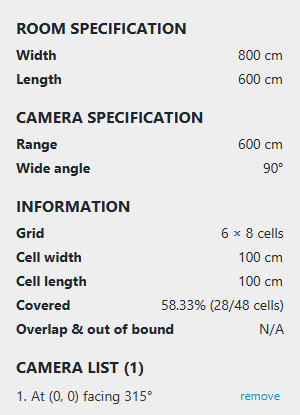 ROOM SPECIFICATION
Width 800 cm
Length 600 cm
CAMERA SPECIFICATION
Range 600 cm
Wide angle 90°
INFORMATION
Grid 6 × 8 cells
Cell width 100 cm
Cell length 100 cm
Covered 58.33% (28/48 cells)
Overlap & out of bound N/A
CAMERA LIST (1)
1. At (0, 0) facing 315° remove